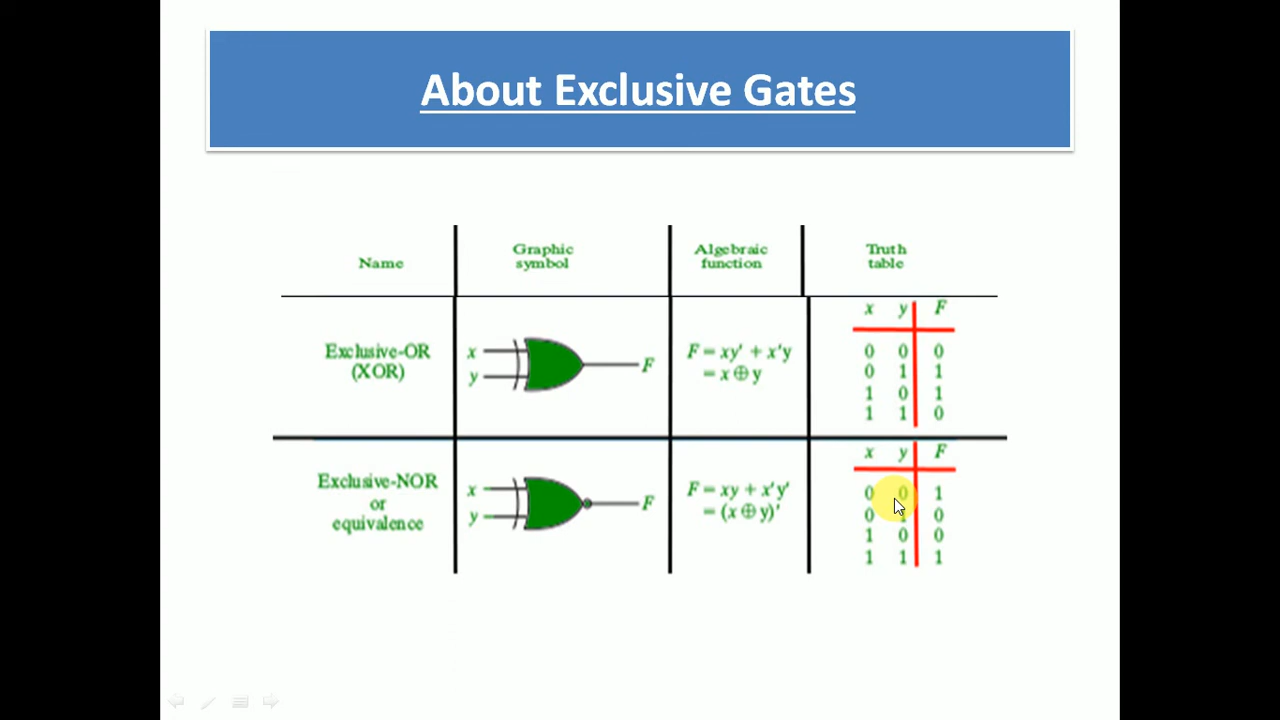 About Exclusive Gates
Name
Graphic
symbol
Algebraic
function
Truth
table
Exclusive-OR
(XOR)
x
y
F
F = xy' + x'y
= x ⊕ y
x y F
0 0 0
0 1 1
1 0 1
1 1 0
Exclusive-NOR
or
equivalence
x
y
F
F = xy + x'y'
= (x ⊕ y)'
x y F
0 0 1
0 1 0
1 0 0
1 1 1